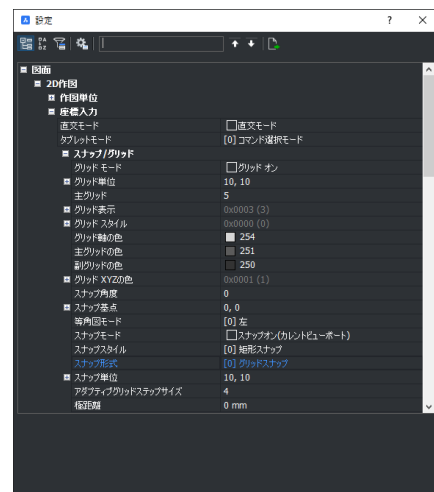 設定
図面
2D作図
作図単位
座標入力
直交モード 直交モード
タブレットモード [0] コマンド選択モード
スナップ/グリッド
グリッド モード グリッド オン
グリッド単位 10, 10
主グリッド 5
グリッド表示 0x0003 (3)
グリッド スタイル 0x0000 (0)
グリッド軸の色 254
主グリッドの色 251
副グリッドの色 250
グリッド XYZの色 0x0001 (1)
スナップ角度 0
スナップ基点 0, 0
等角図モード [0] 左
スナップモード スナップオン(カレントビューポート)
スナップスタイル [0] 矩形スナップ
スナップ形式 [0] グリッドスナップ
スナップ単位 10, 10
アダプティブグリッドステップサイズ 4
極距離 0 mm